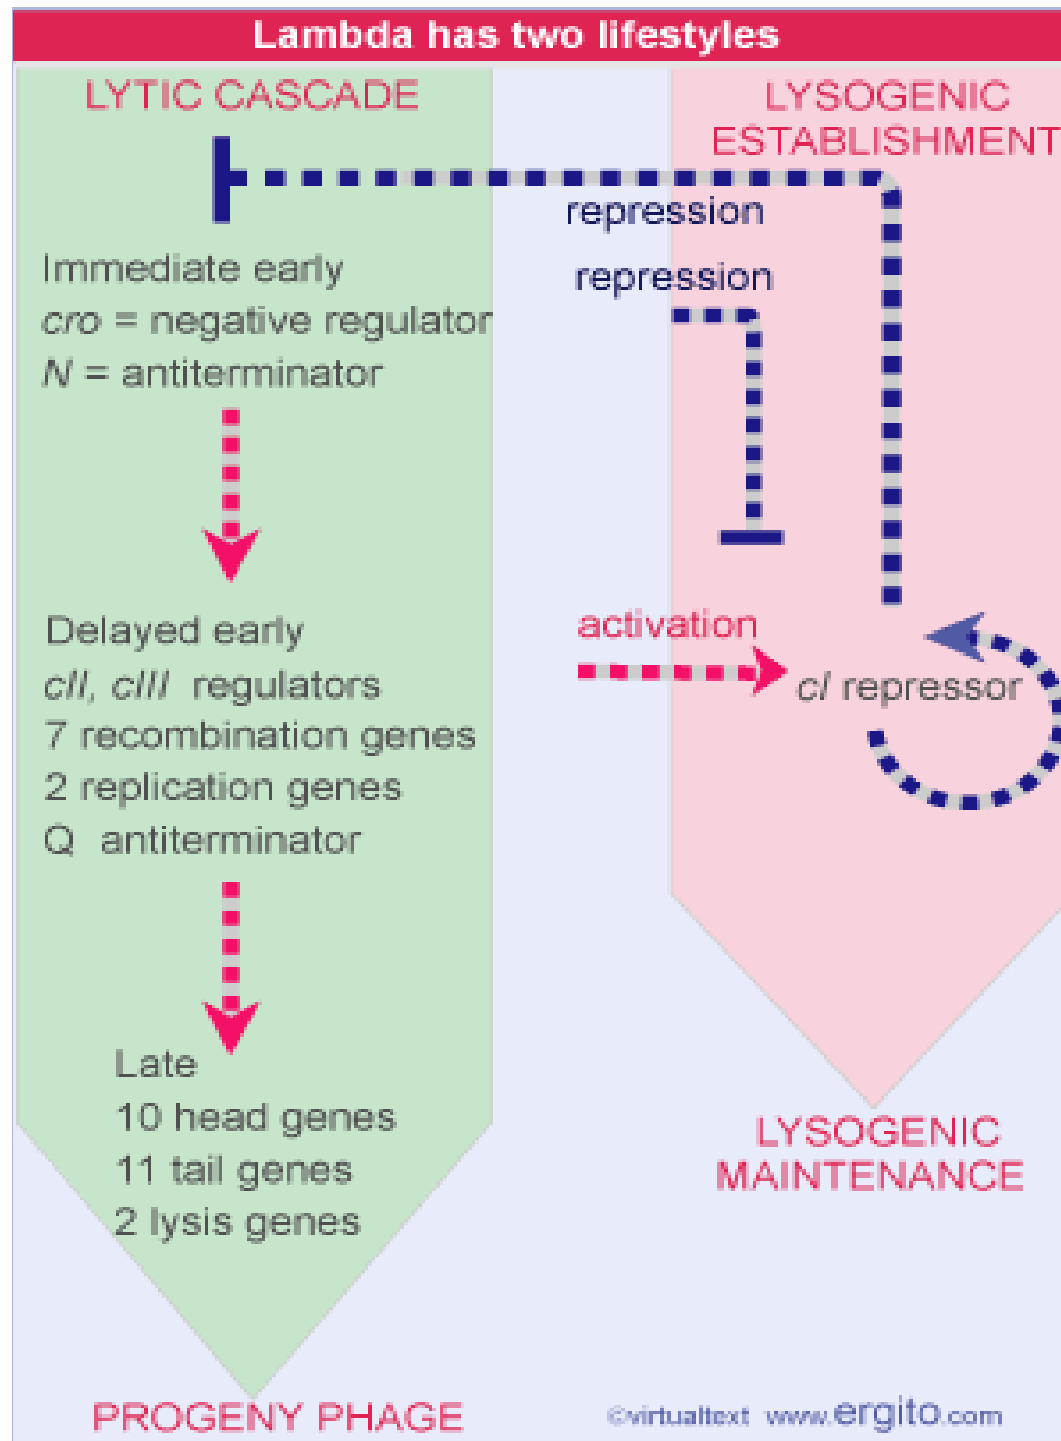 Lambda has two lifestyles
LYTIC CASCADE
Immediate early
cro = negative regulator
N = antiterminator
Delayed early
cII, cIII regulators
7 recombination genes
2 replication genes
Q antiterminator
Late
10 head genes
11 tail genes
2 lysis genes
PROGENY PHAGE
repression
repression
activation
LYSOGENIC
ESTABLISHMENT
cI repressor
LYSOGENIC
MAINTENANCE
©virtualtext www.ergito.com